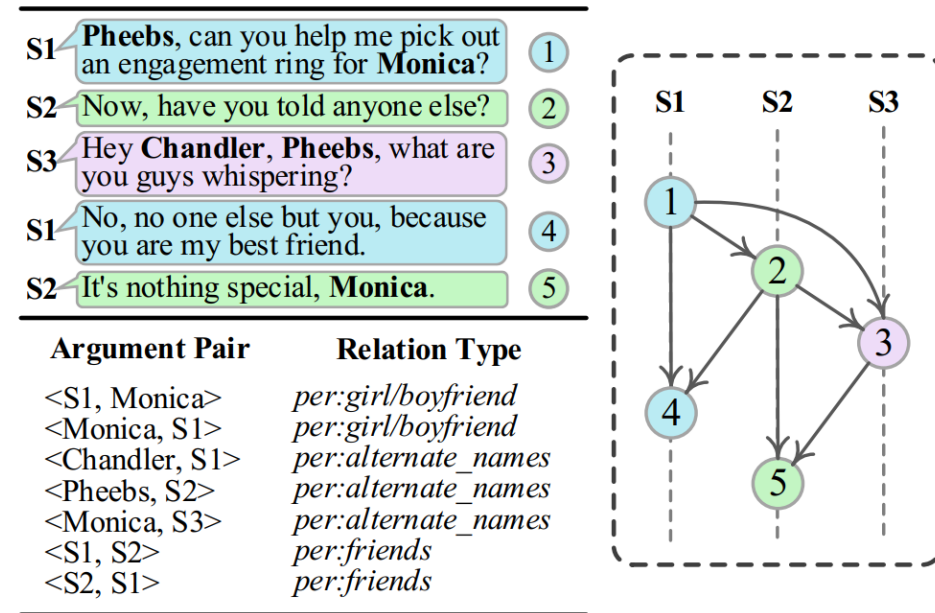 S1 Pheebs, can you help me pick out
an engagement ring for Monica? 1
S2 Now, have you told anyone else? 2
S3 Hey Chandler, Pheebs, what are
you guys whispering? 3
S1 No, no one else but you, because
you are my best friend. 4
S2 It's nothing special, Monica. 5
Argument Pair Relation Type
<S1, Monica> per:girl/boyfriend
<Monica, S1> per:girl/boyfriend
<Chandler, S1> per:alternate_names
<Pheebs, S2> per:alternate_names
<Monica, S3> per:alternate_names
<S1, S2> per:friends
<S2, S1> per:friends
S1 S2 S3
1
2
3
4
5